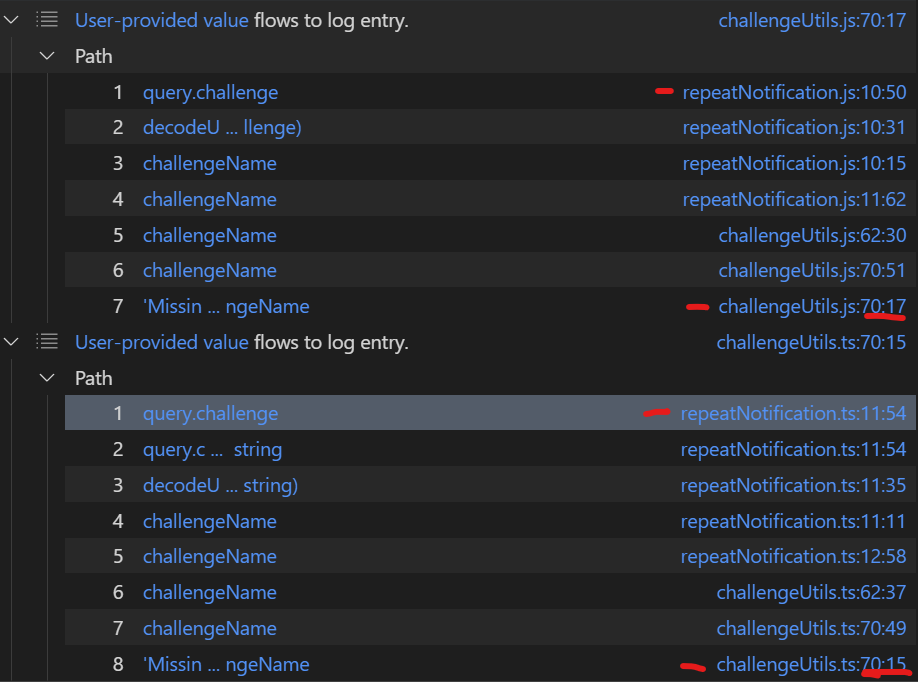 User-provided value flows to log entry. challengeUtils.js:70:17
Path
1 query.challenge repeatNotification.js:10:50
2 decodeU ... llenge) repeatNotification.js:10:31
3 challengeName repeatNotification.js:10:15
4 challengeName repeatNotification.js:11:62
5 challengeName challengeUtils.js:62:30
6 challengeName challengeUtils.js:70:51
7 'Missin ... ngeName challengeUtils.js:70:17
User-provided value flows to log entry. challengeUtils.ts:70:15
Path
1 query.challenge repeatNotification.ts:11:54
2 query.c ... string repeatNotification.ts:11:54
3 decodeU ... string) repeatNotification.ts:11:35
4 challengeName repeatNotification.ts:11:11
5 challengeName repeatNotification.ts:12:58
6 challengeName challengeUtils.ts:62:37
7 challengeName challengeUtils.ts:70:49
8 'Missin ... ngeName challengeUtils.ts:70:15